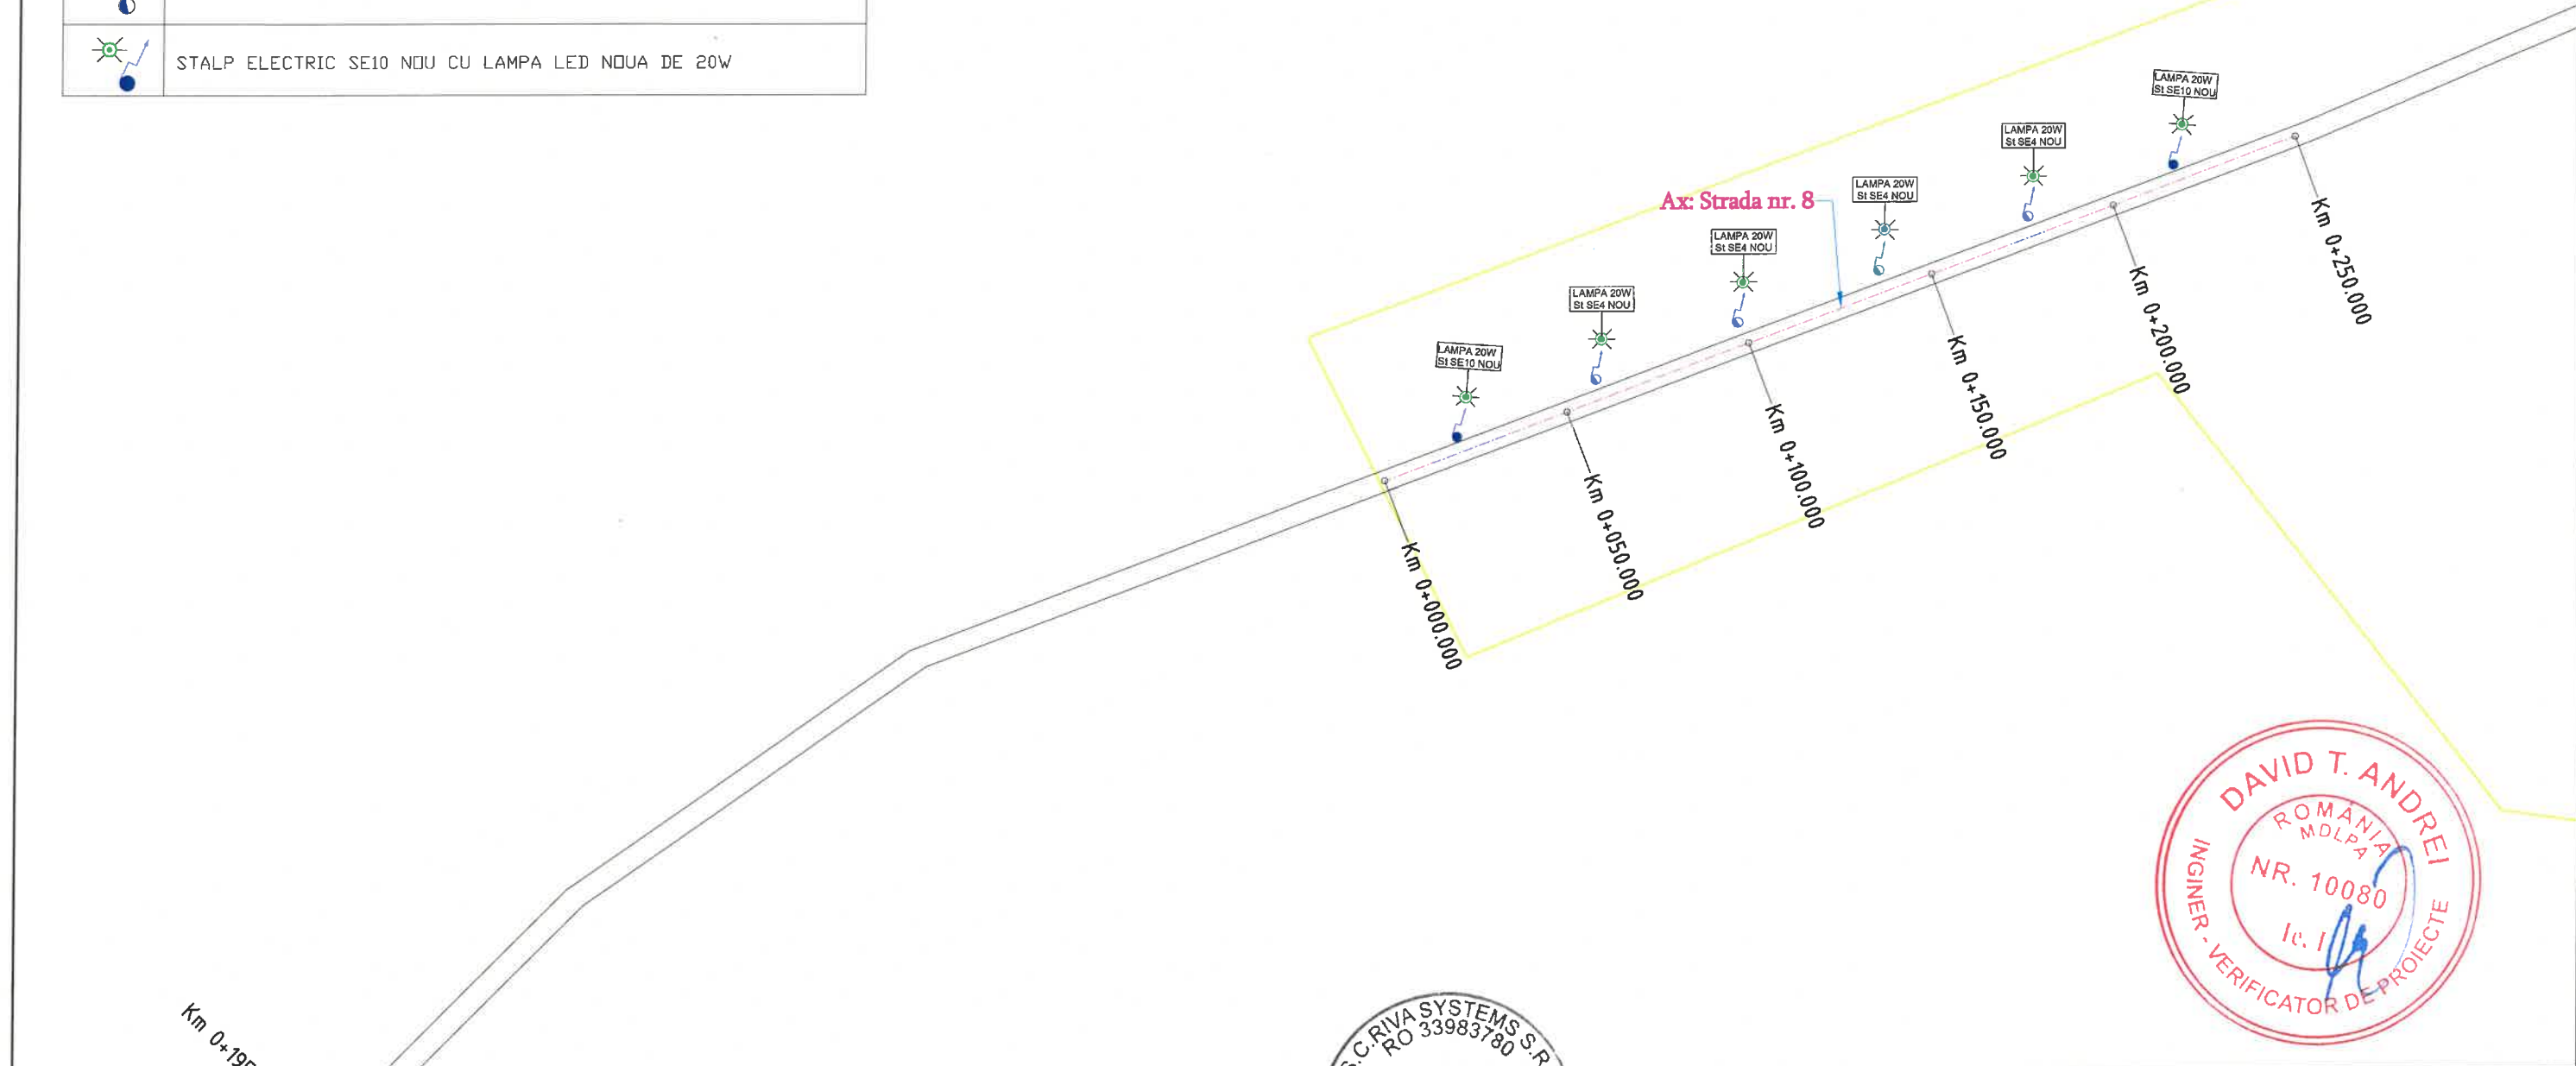 STALP ELECTRIC SE10 NOU CU LAMPA LED NOUA DE 20W
LAMPA 20W
St SE10 NOU
LAMPA 20W
St SE4 NOU
LAMPA 20W
St SE4 NOU
Ax: Strada nr. 8
LAMPA 20W
St SE4 NOU
LAMPA 20W
St SE4 NOU
LAMPA 20W
St SE10 NOU
Km 0+250.000
Km 0+200.000
Km 0+150.000
Km 0+100.000
Km 0+050.000
Km 0+000.000
DAVID T. ANDREI
ROMÂNIA
MDLPA
NR. 10080
INGINER - VERIFICATOR DE PROIECTE
S.C.RIVA SYSTEMS S.R
RO 33983780
Km 0+195